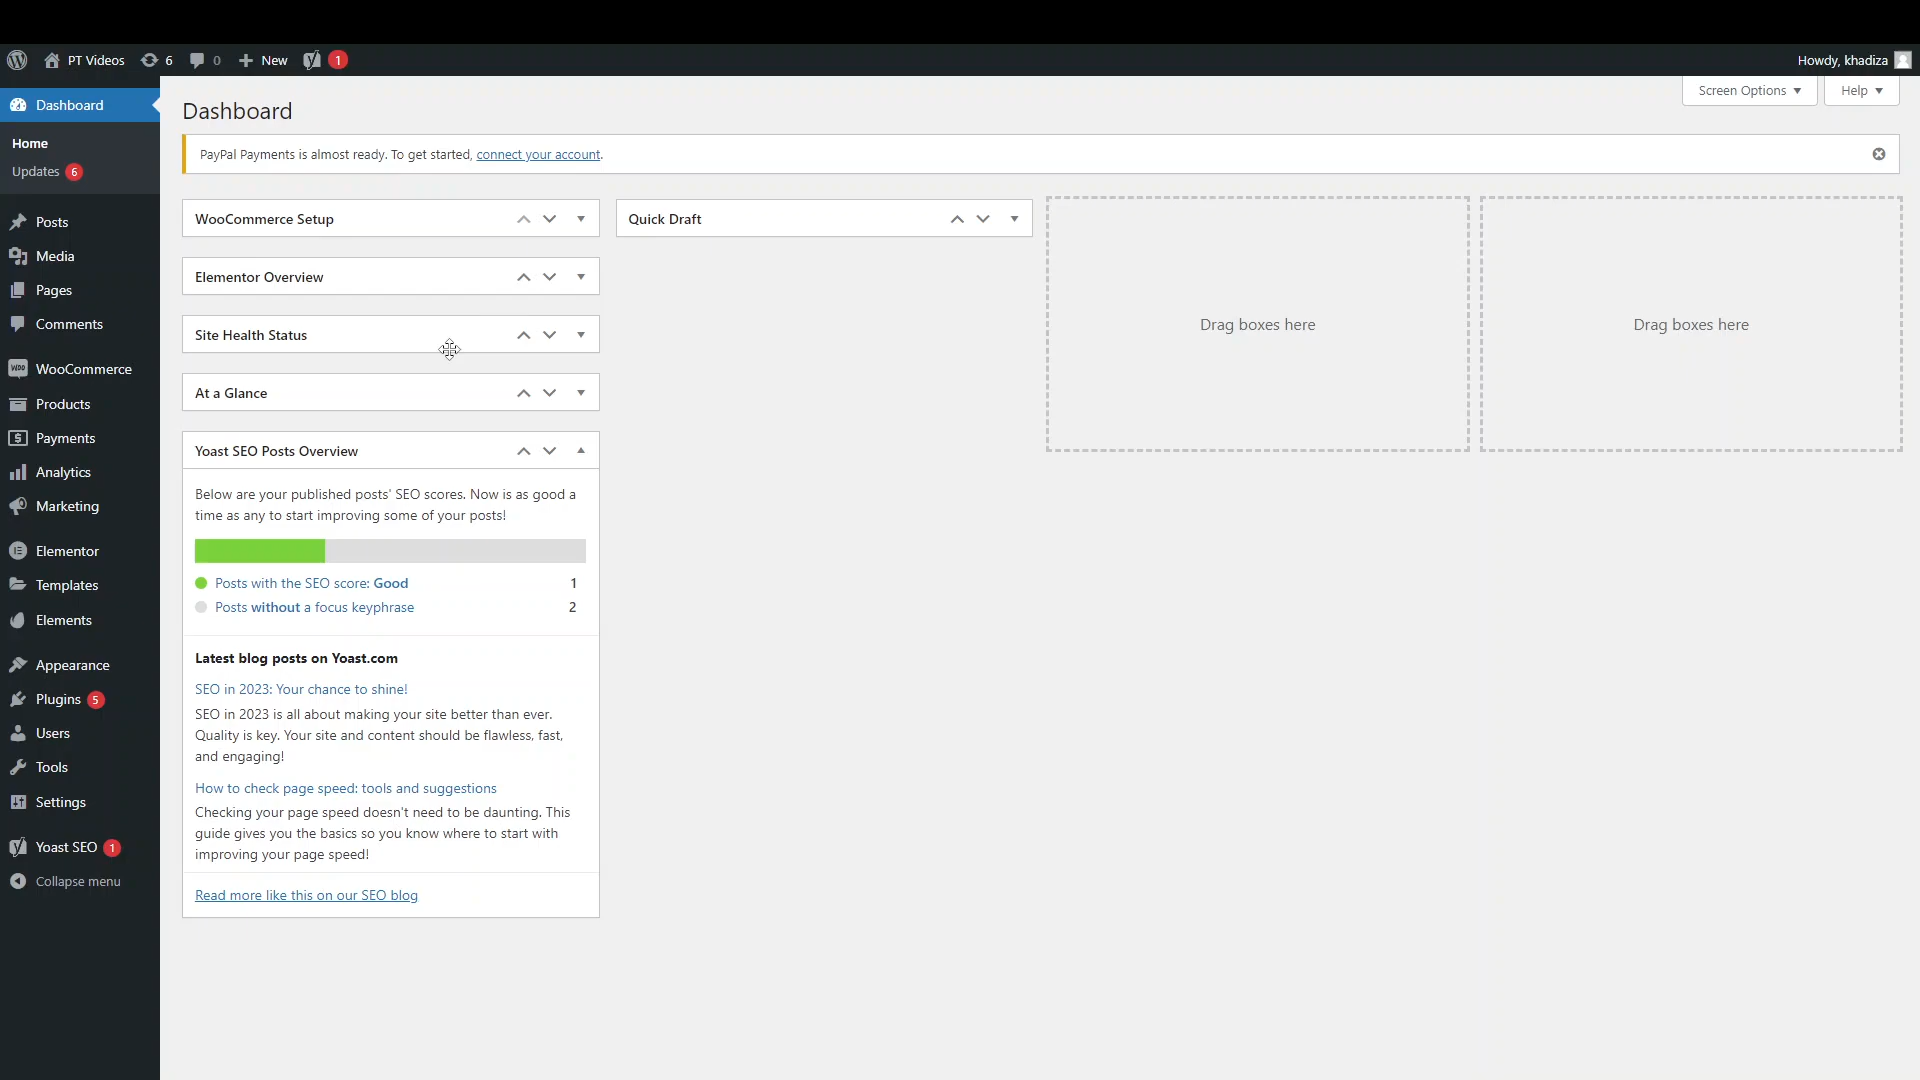 PT Videos 6 0 New 1 Howdy, khadiza
Screen Options Help
Dashboard
Home
Updates 6
Posts
Media
Pages
Comments
WooCommerce
Products
Payments
Analytics
Marketing
Elementor
Templates
Elements
Appearance
Plugins 5
Users
Tools
Settings
Yoast SEO 1
Collapse menu
Dashboard
PayPal Payments is almost ready. To get started, connect your account.
WooCommerce Setup
Elementor Overview
Site Health Status
At a Glance
Yoast SEO Posts Overview
Below are your published posts' SEO scores. Now is as good a
time as any to start improving some of your posts!
Posts with the SEO score: Good 1
Posts without a focus keyphrase 2
Latest blog posts on Yoast.com
SEO in 2023: Your chance to shine!
SEO in 2023 is all about making your site better than ever.
Quality is key. Your site and content should be flawless, fast,
and engaging!
How to check page speed: tools and suggestions
Checking your page speed doesn't need to be daunting. This
guide gives you the basics so you know where to start with
improving your page speed!
Read more like this on our SEO blog
Quick Draft
Drag boxes here
Drag boxes here